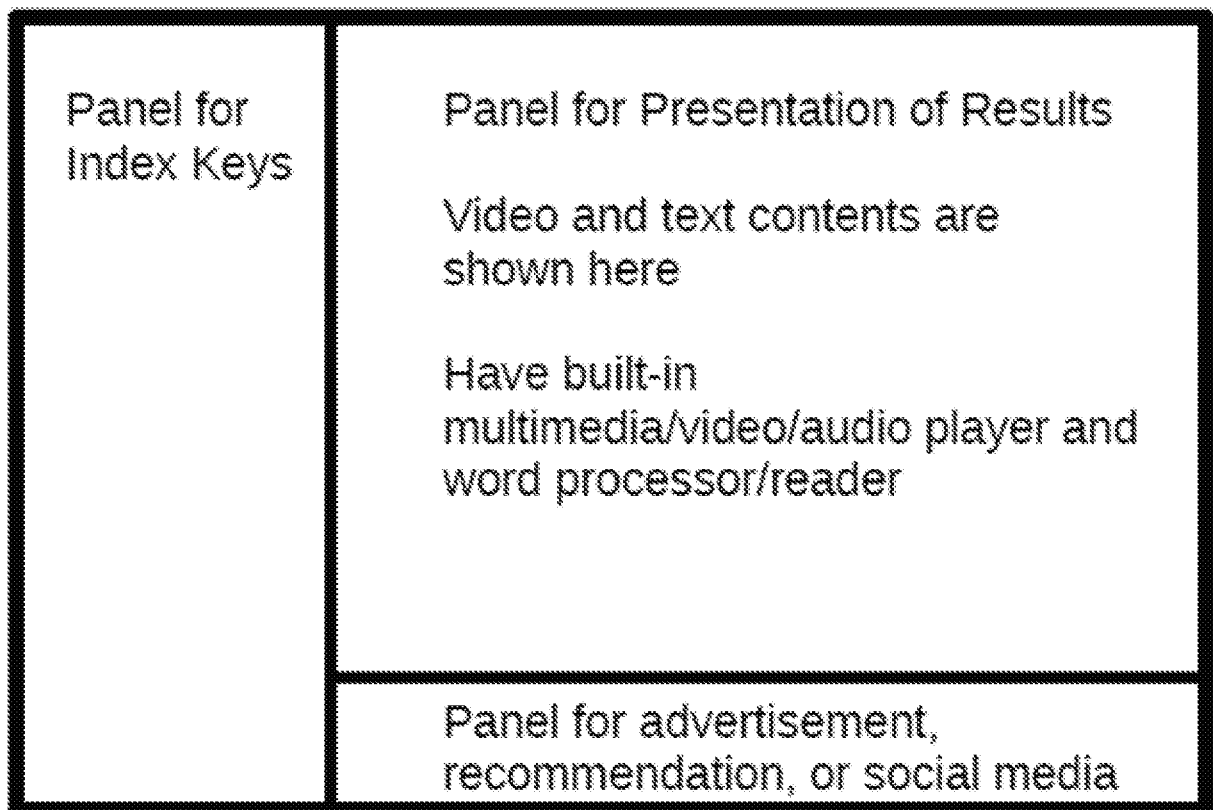 Panel for
Index Keys
Panel for Presentation of Results
Video and text contents are
shown here
Have built-in
multimedia/video/audio player and
word processor/reader
Panel for advertisement,
recommendation, or social media